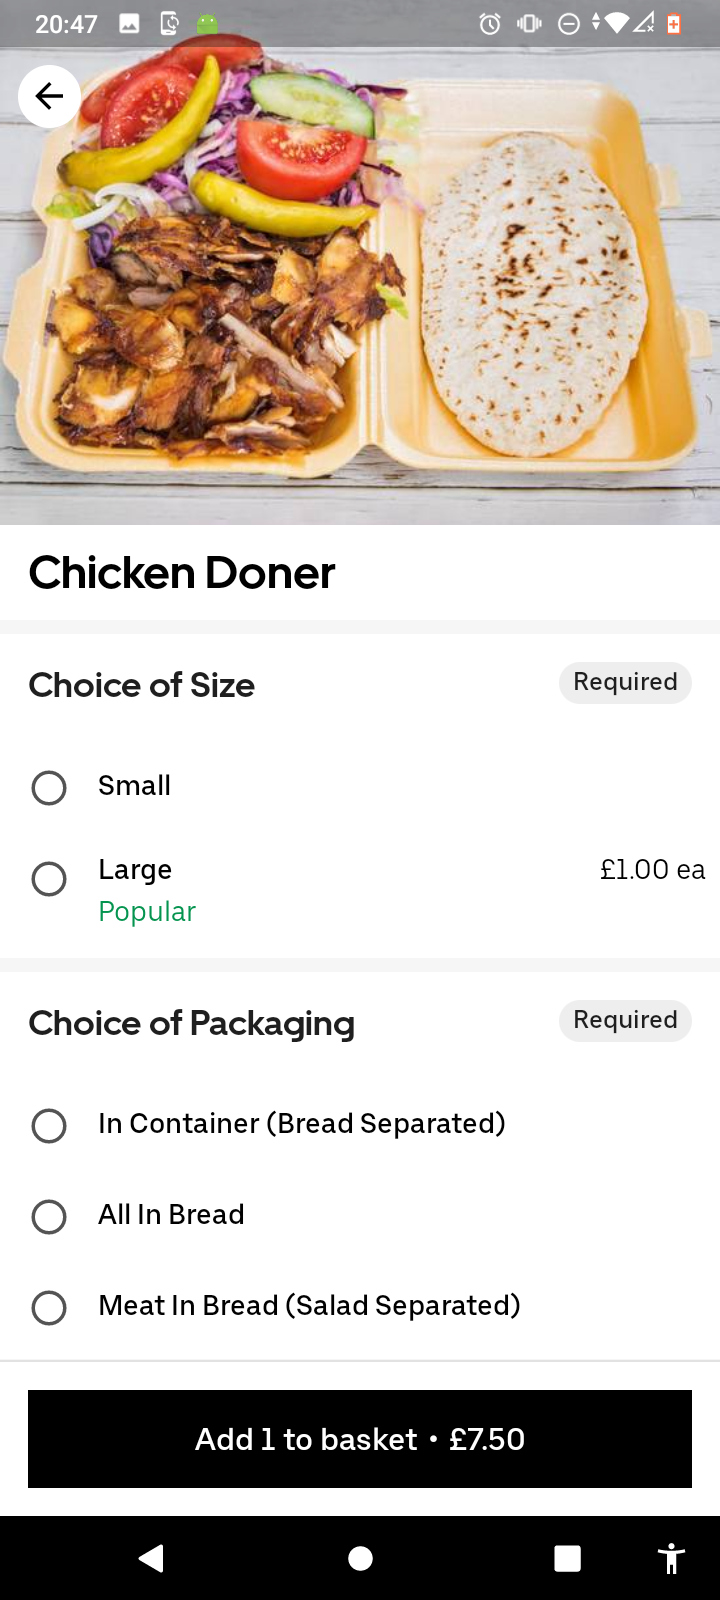 20:47
Chicken Doner
Choice of Size
Required
Small
Large
£1.00 ea
Popular
Choice of Packaging
Required
In Container (Bread Separated)
All In Bread
Meat In Bread (Salad Separated)
Add 1 to basket • £7.50